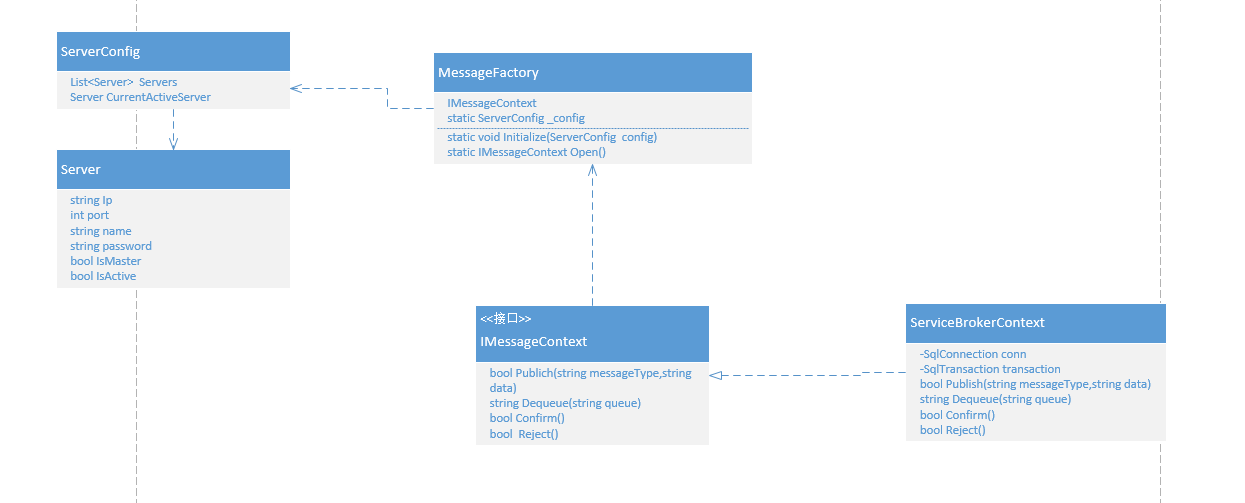 ServerConfig
List<Server>  Servers
Server CurrentActiveServer
Server
string Ip
int port
string name
string password
bool IsMaster
bool IsActive
MessageFactory
IMessageContext
static ServerConfig _config
static void Initialize(ServerConfig  config)
static IMessageContext Open()
<<接口>>
IMessageContext
bool Publich(string messageType,string
data)
string Dequeue(string queue)
bool Confirm()
bool  Reject()
ServiceBrokerContext
-SqlConnection conn
-SqlTransaction transaction
bool Publish(string messageType,string data)
string Dequeue(string queue)
bool Confirm()
bool Reject()